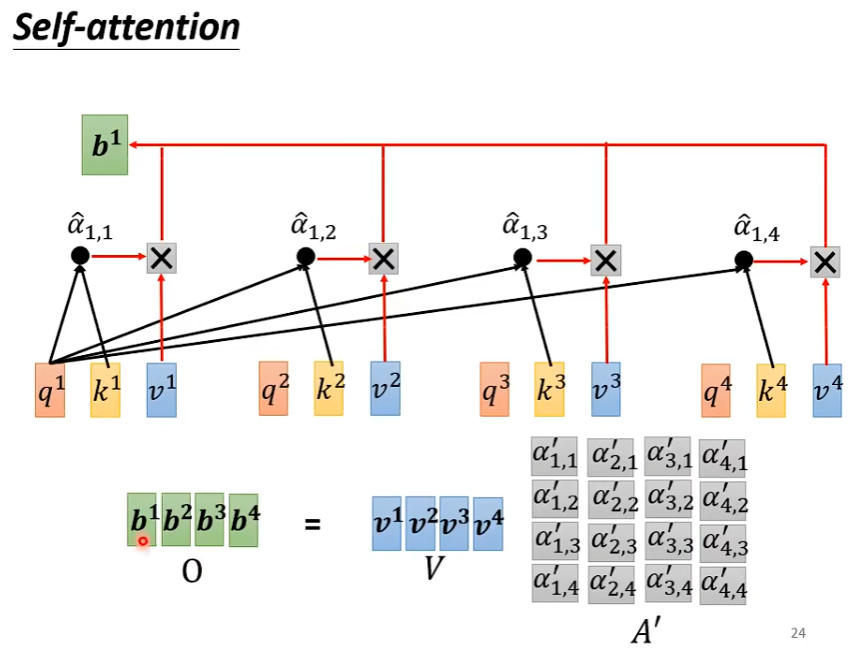 Self-attention
b¹
α̂₁,₁ α̂₁,₂ α̂₁,₃ α̂₁,₄
× × × ×
q¹ k¹ v¹ q² k² v² q³ k³ v³ q⁴ k⁴ v⁴
α′₁,₁ α′₂,₁ α′₃,₁ α′₄,₁
α′₁,₂ α′₂,₂ α′₃,₂ α′₄,₂
b¹ b² b³ b⁴ = v¹ v² v³ v⁴
α′₁,₃ α′₂,₃ α′₃,₃ α′₄,₃
O V
α′₁,₄ α′₂,₄ α′₃,₄ α′₄,₄
A′
24